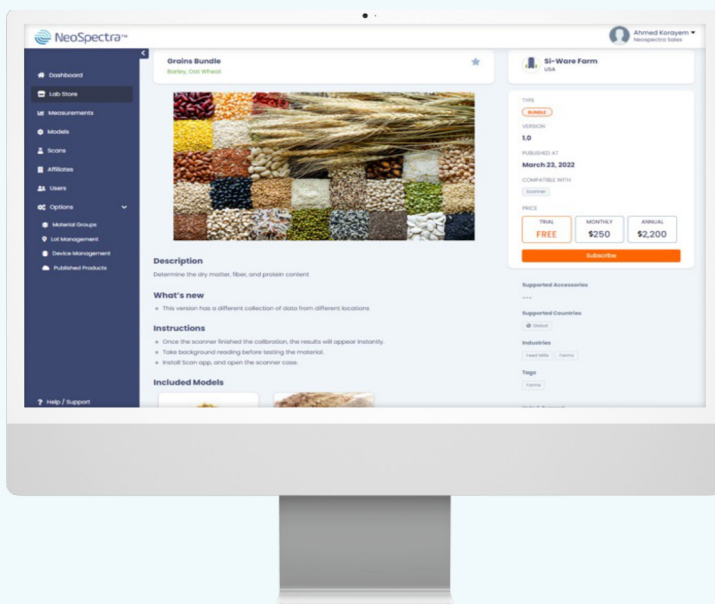 NeoSpectra™
Ahmed Korayem
Neospectra Sales
Dashboard
Lab Store
Measurements
Models
Scans
Affiliates
Users
Options
Material Groups
Lot Management
Device Management
Published Products
? Help / Support
Grains Bundle
Barley, Oat Wheat
Description
Determine the dry matter, fiber, and protein content
What's new
This version has a different collection of data from different locations
Instructions
Once the scanner finished the calibration, the results will appear instantly.
Take background reading before testing the material.
Install Scan app, and open the scanner case.
Included Models
Si-Ware Farm
USA
TYPE
BUNDLE
VERSION
1.0
PUBLISHED AT
March 23, 2022
COMPATIBLE WITH
Scanner
PRICE
TRIAL MONTHLY ANNUAL
FREE $250 $2,200
Subscribe
Supported Accessories
---
Supported Countries
Global
Industries
Feed Mills Farms
Tags
Farms